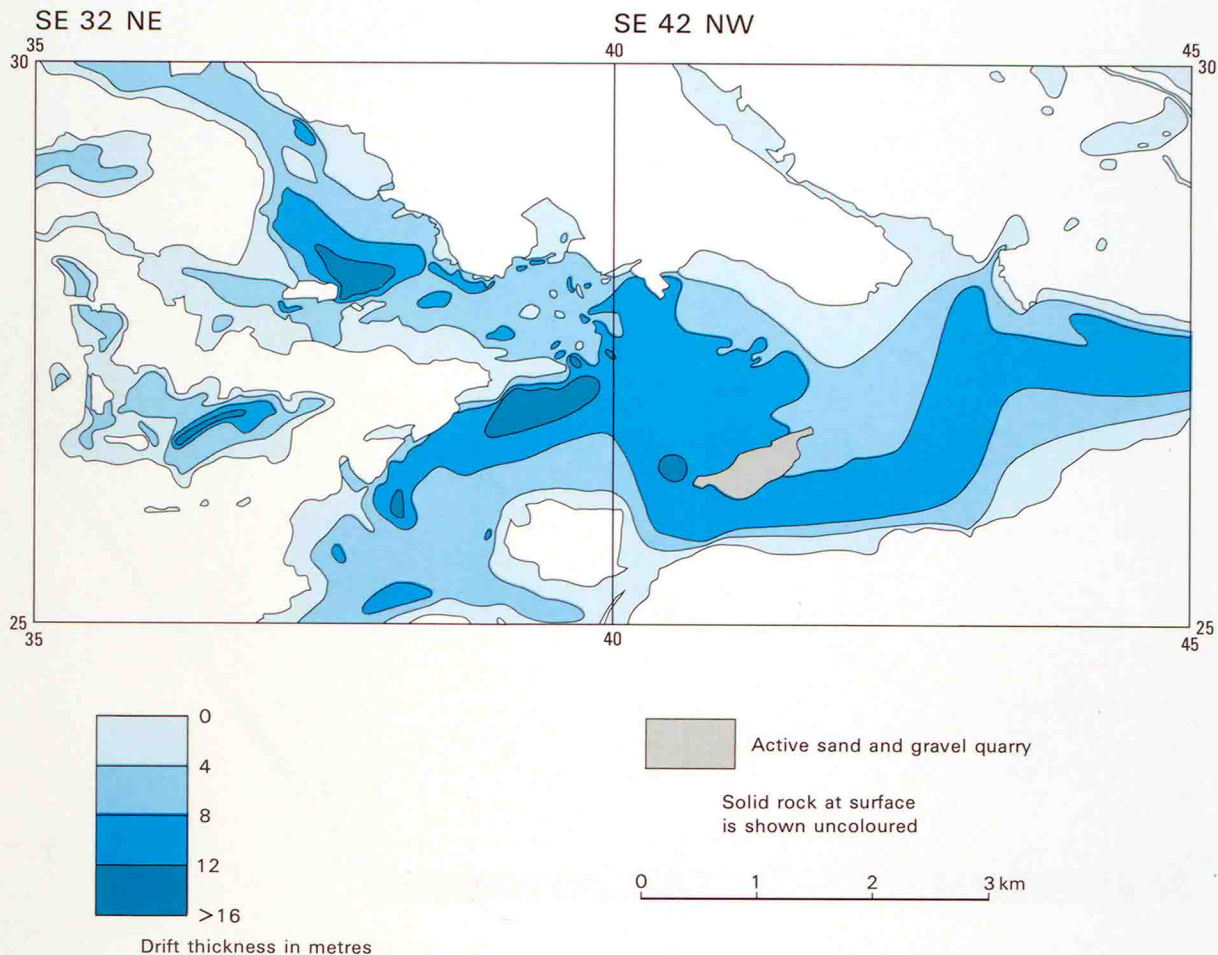 SE 32 NE
SE 42 NW
35
40
45
30
30
25
25
35
40
45
0
4
8
12
>16
Drift thickness in metres
Active sand and gravel quarry
Solid rock at surface
is shown uncoloured
0 1 2 3 km